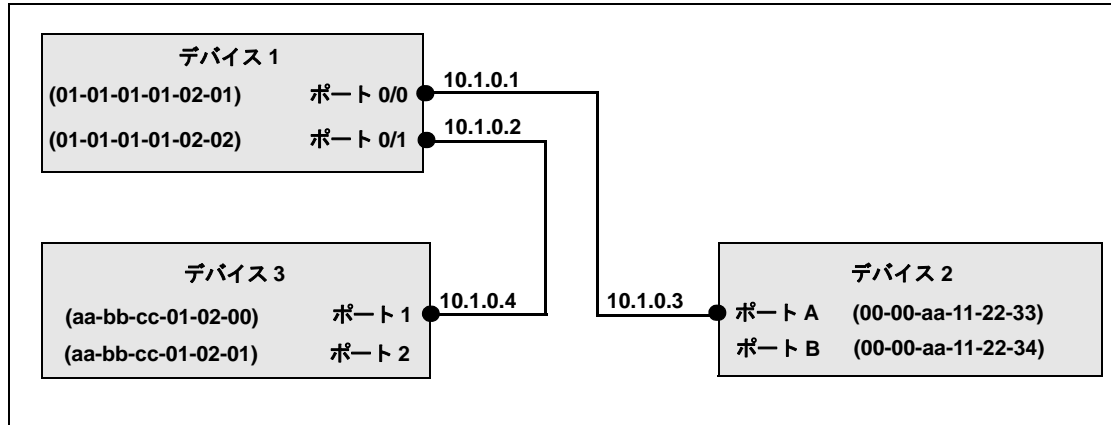 デバイス 1
(01-01-01-01-02-01) ポート 0/0 10.1.0.1
(01-01-01-01-02-02) ポート 0/1 10.1.0.2
デバイス 3
(aa-bb-cc-01-02-00) ポート 1 10.1.0.4
(aa-bb-cc-01-02-01) ポート 2
デバイス 2
10.1.0.3 ポート A (00-00-aa-11-22-33)
ポート B (00-00-aa-11-22-34)